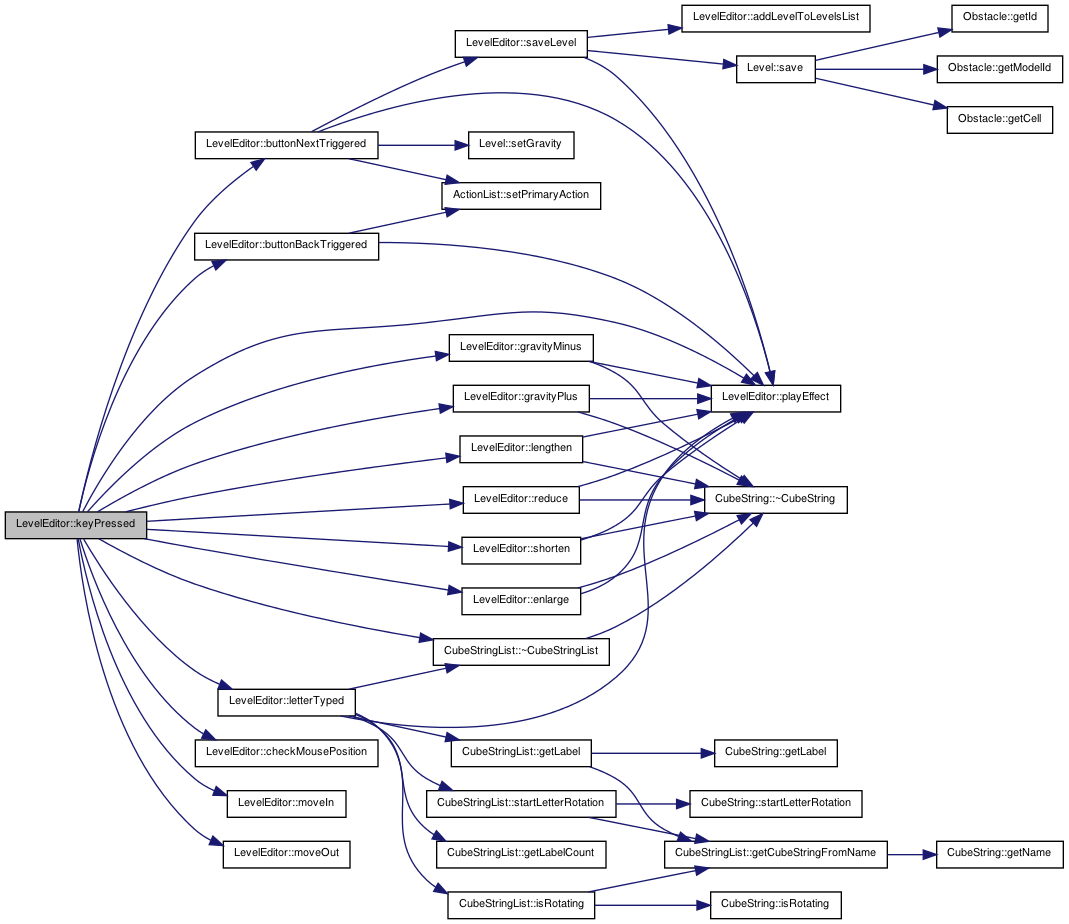 LevelEditor::addLevelToLevelsList
Obstacle::getId
LevelEditor::saveLevel
Level::save
Obstacle::getModelId
Obstacle::getCell
LevelEditor::buttonNextTriggered
Level::setGravity
ActionList::setPrimaryAction
LevelEditor::buttonBackTriggered
LevelEditor::gravityMinus
LevelEditor::gravityPlus
LevelEditor::playEffect
LevelEditor::lengthen
LevelEditor::reduce
CubeString::~CubeString
LevelEditor::keyPressed
LevelEditor::shorten
LevelEditor::enlarge
CubeStringList::~CubeStringList
LevelEditor::letterTyped
LevelEditor::checkMousePosition
CubeStringList::getLabel
CubeString::getLabel
LevelEditor::moveIn
CubeStringList::startLetterRotation
CubeString::startLetterRotation
LevelEditor::moveOut
CubeStringList::getLabelCount
CubeStringList::getCubeStringFromName
CubeString::getName
CubeStringList::isRotating
CubeString::isRotating